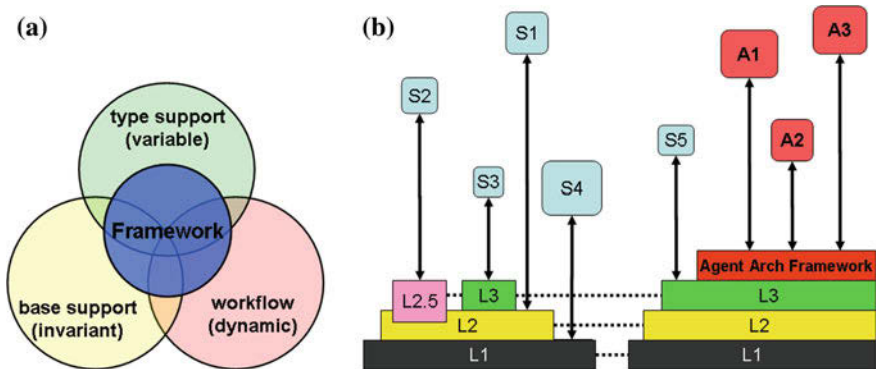 (a)
type support
(variable)
Framework
base support
(invariant)
workflow
(dynamic)
(b)
S1
S2
S3
S4
L2.5
L3
L2
L1
A3
A1
S5
A2
Agent Arch Framework
L3
L2
L1